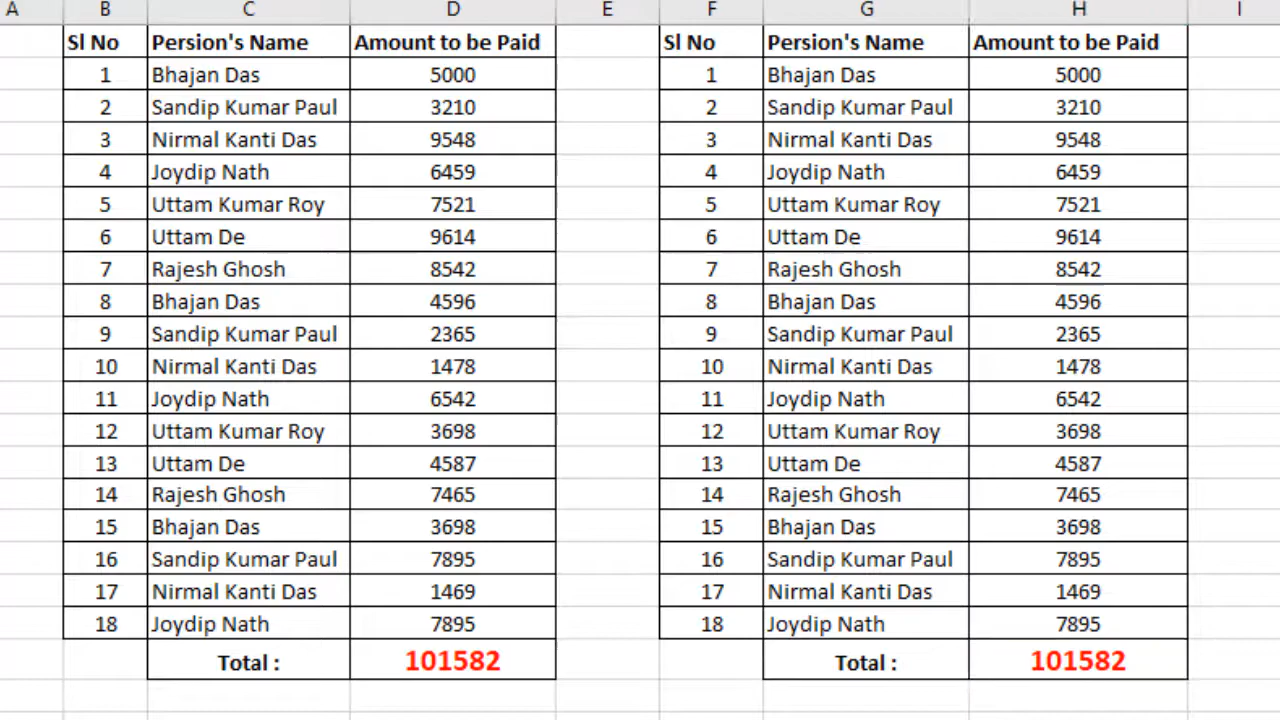 A B C D E F G H I
Sl No Persion's Name Amount to be Paid Sl No Persion's Name Amount to be Paid
1 Bhajan Das 5000 1 Bhajan Das 5000
2 Sandip Kumar Paul 3210 2 Sandip Kumar Paul 3210
3 Nirmal Kanti Das 9548 3 Nirmal Kanti Das 9548
4 Joydip Nath 6459 4 Joydip Nath 6459
5 Uttam Kumar Roy 7521 5 Uttam Kumar Roy 7521
6 Uttam De 9614 6 Uttam De 9614
7 Rajesh Ghosh 8542 7 Rajesh Ghosh 8542
8 Bhajan Das 4596 8 Bhajan Das 4596
9 Sandip Kumar Paul 2365 9 Sandip Kumar Paul 2365
10 Nirmal Kanti Das 1478 10 Nirmal Kanti Das 1478
11 Joydip Nath 6542 11 Joydip Nath 6542
12 Uttam Kumar Roy 3698 12 Uttam Kumar Roy 3698
13 Uttam De 4587 13 Uttam De 4587
14 Rajesh Ghosh 7465 14 Rajesh Ghosh 7465
15 Bhajan Das 3698 15 Bhajan Das 3698
16 Sandip Kumar Paul 7895 16 Sandip Kumar Paul 7895
17 Nirmal Kanti Das 1469 17 Nirmal Kanti Das 1469
18 Joydip Nath 7895 18 Joydip Nath 7895
Total : 101582 Total : 101582